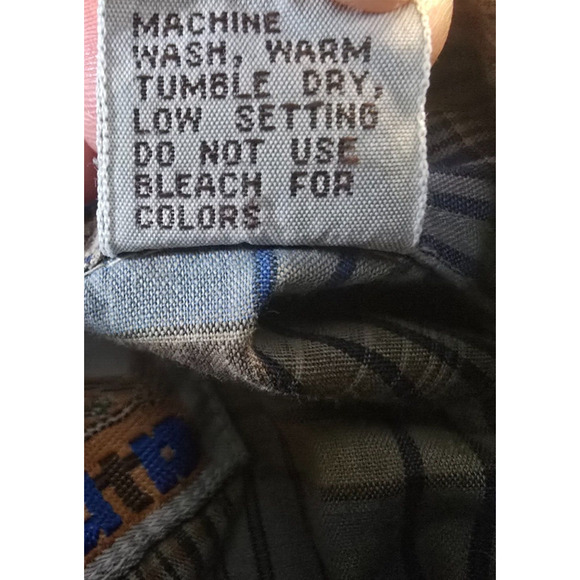 MACHINE
WASH, WARM
TUMBLE DRY,
LOW SETTING
DO NOT USE
BLEACH FOR
COLORS